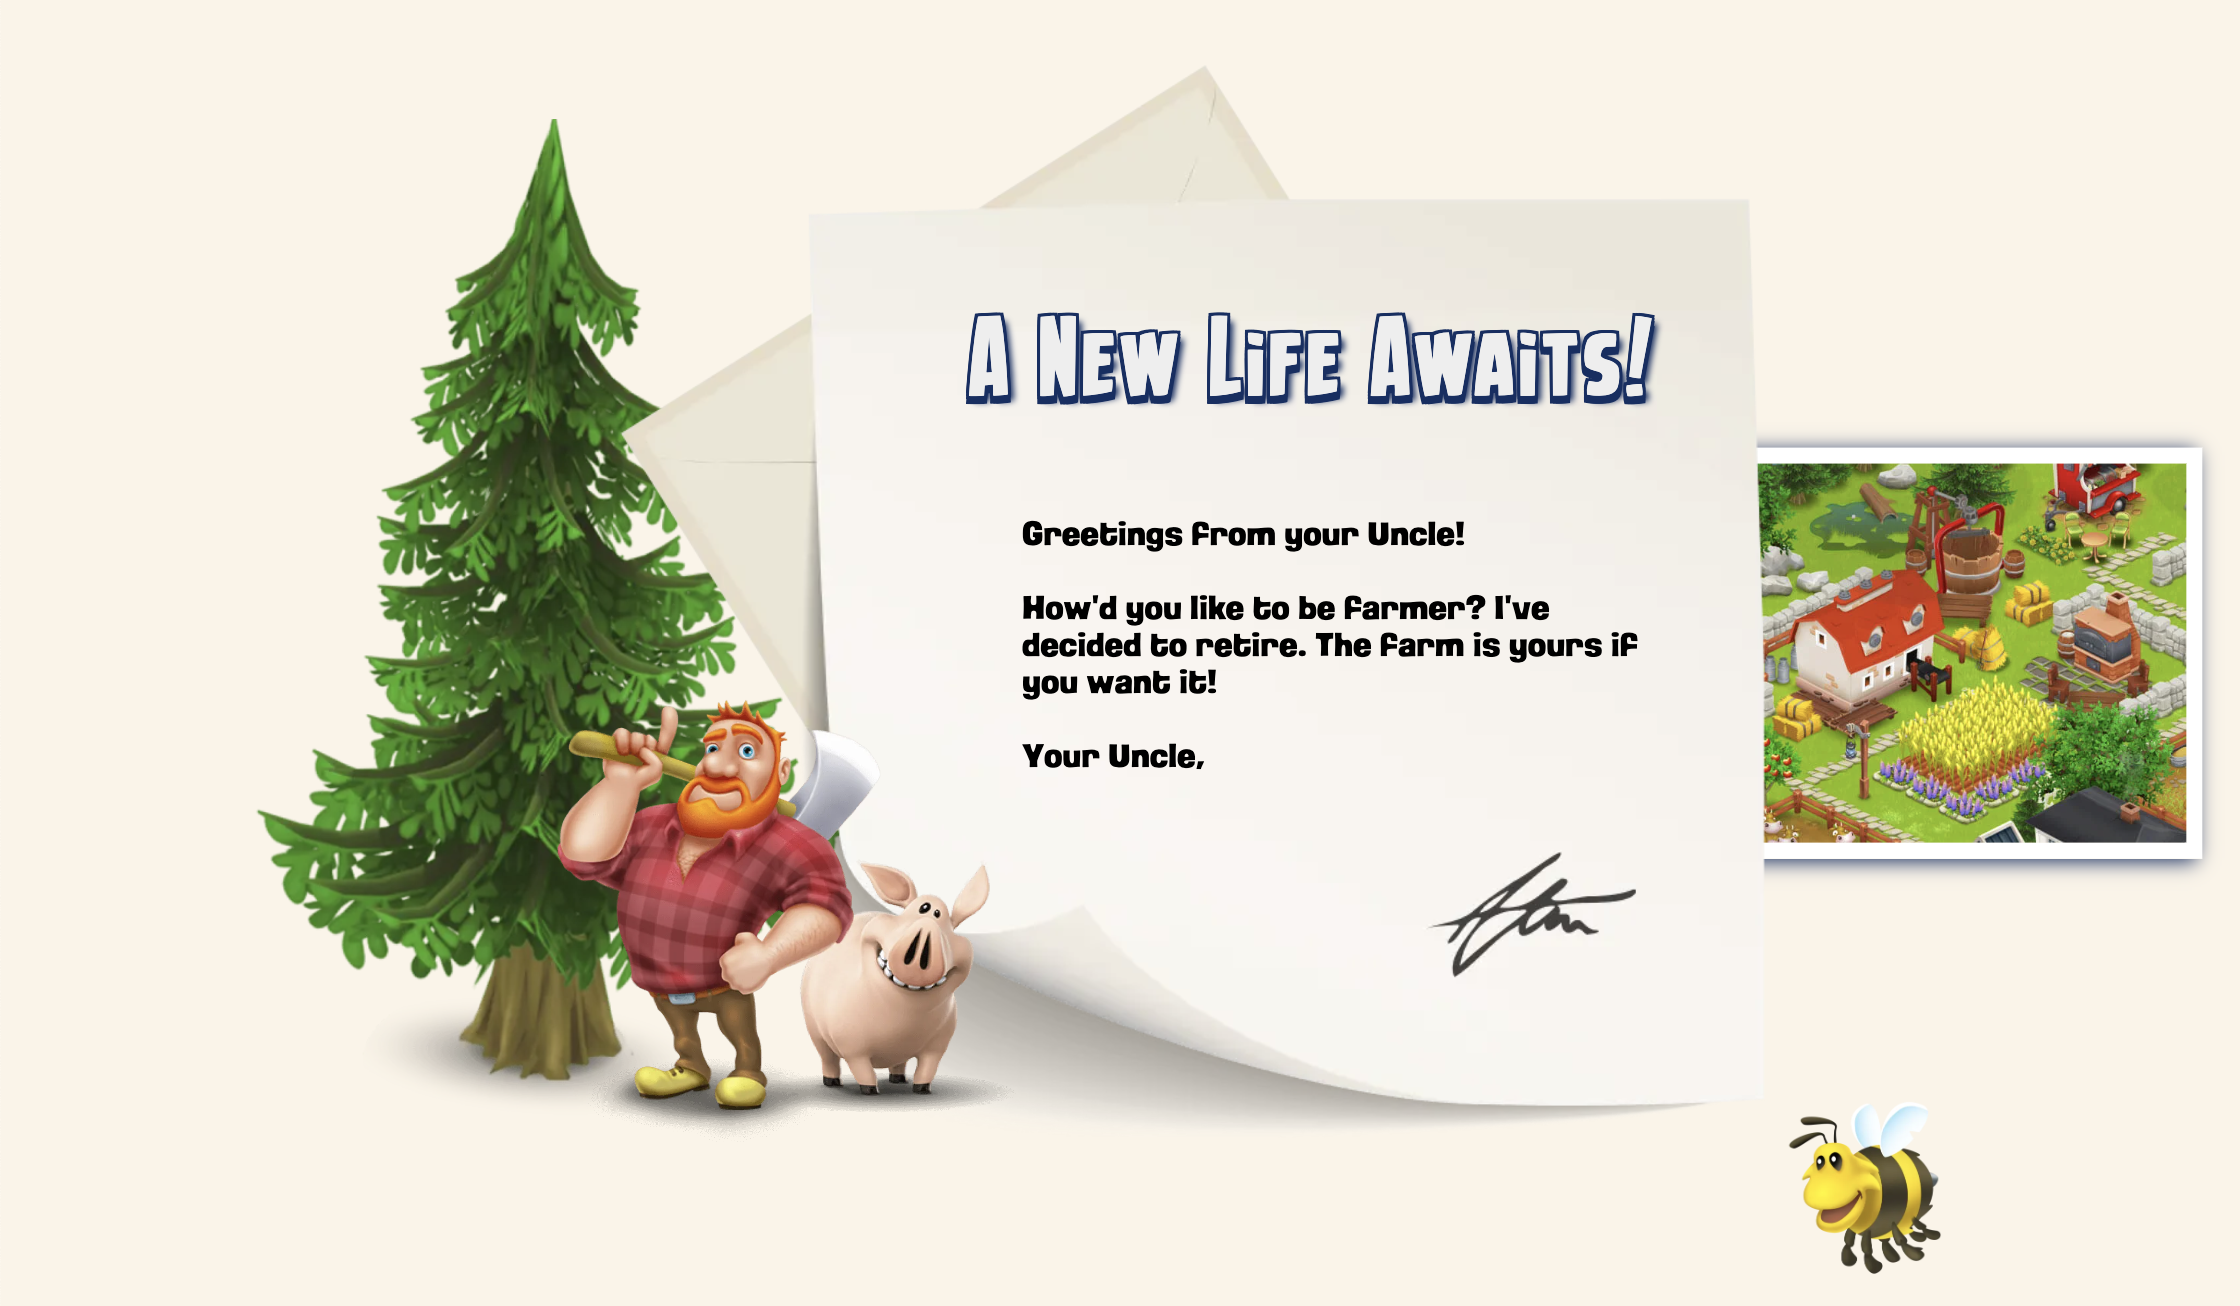 A New Life Awaits!
Greetings from your Uncle!
How'd you like to be farmer? I've
decided to retire. The farm is yours if
you want it!
Your Uncle,